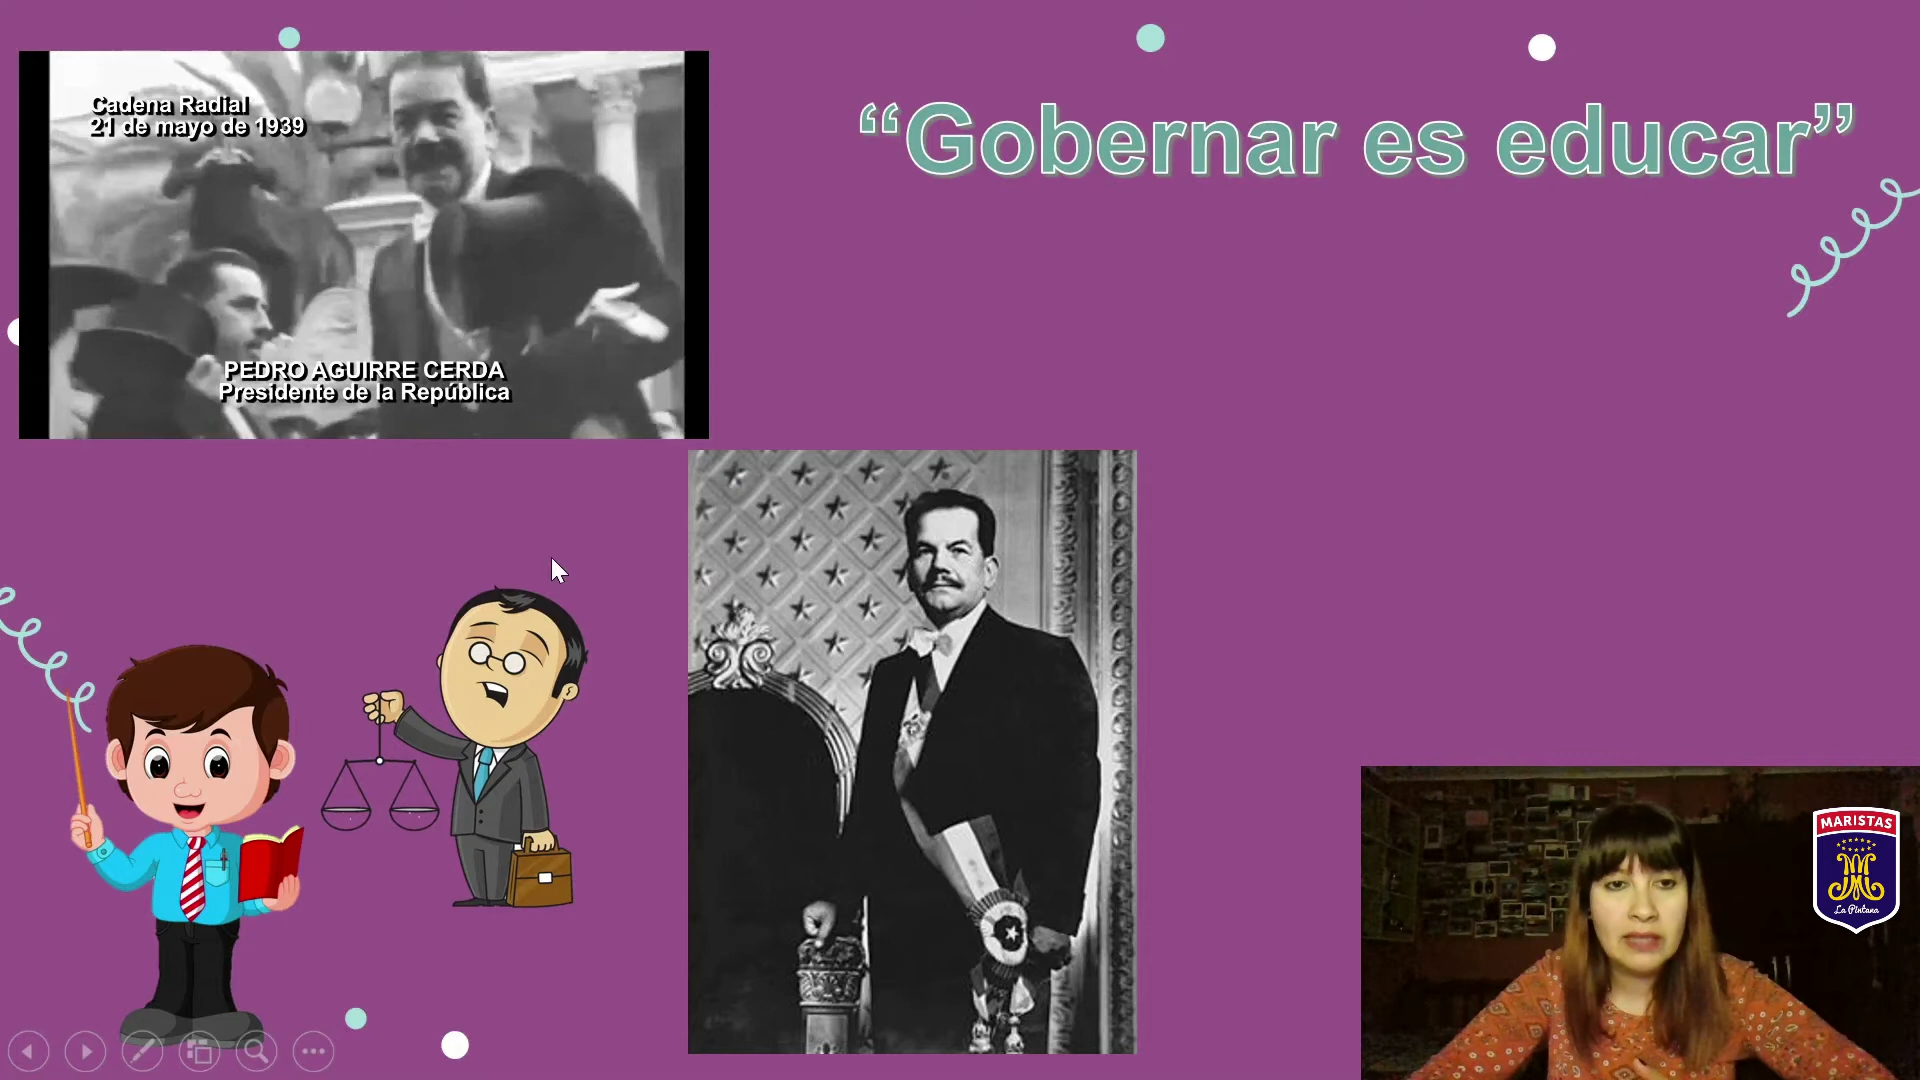 Cadena Radial
21 de mayo de 1939
“Gobernar es educar”
PEDRO AGUIRRE CERDA
Presidente de la República
MARISTAS
La Pintana